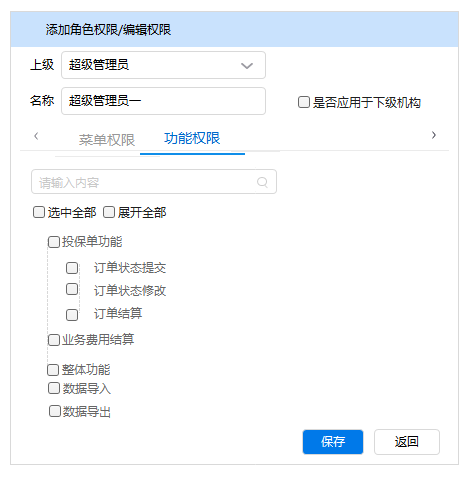 添加角色权限/编辑权限
上级 超级管理员
名称 超级管理员一 是否应用于下级机构
菜单权限 功能权限
请输入内容
选中全部 展开全部
投保单功能
订单状态提交
订单状态修改
订单结算
业务费用结算
整体功能
数据导入
数据导出
保存 返回